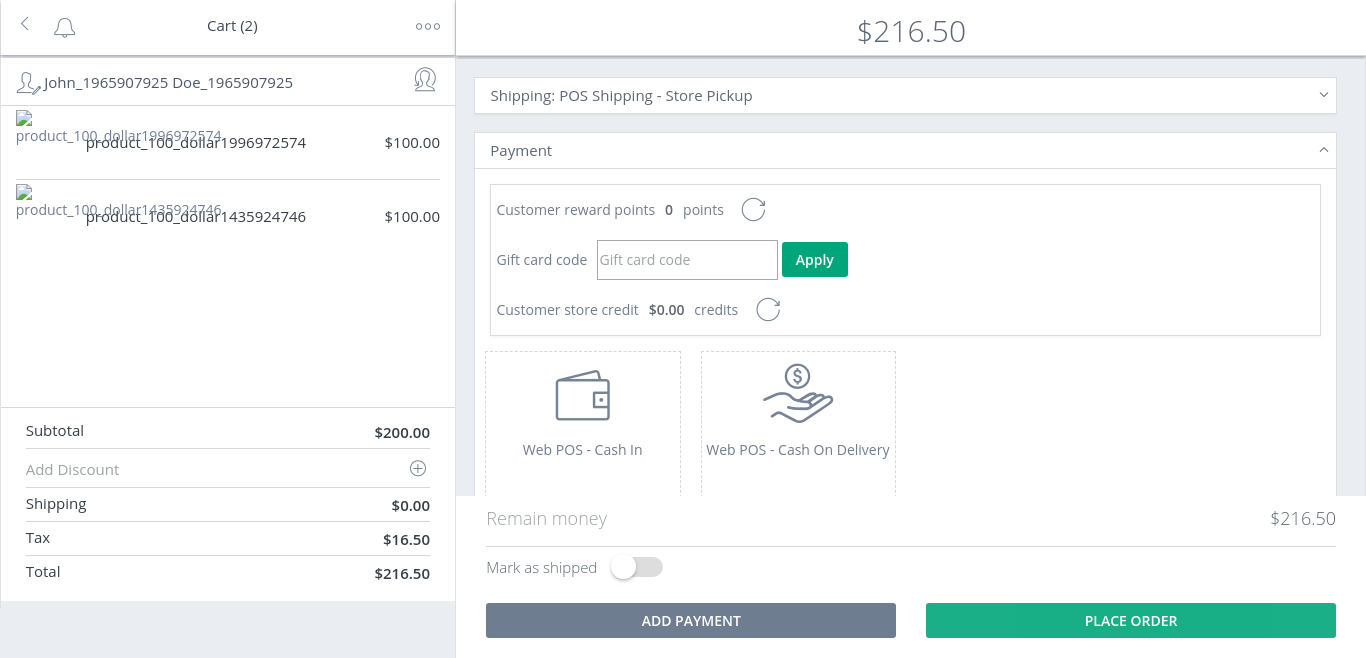 Cart (2)
$216.50
John_1965907925 Doe_1965907925
product_100_dollar1996972574
product_100_dollar1996972574
$100.00
product_100_dollar1435924746
product_100_dollar1435924746
$100.00
Subtotal $200.00
Add Discount
Shipping $0.00
Tax $16.50
Total $216.50
Shipping: POS Shipping - Store Pickup
Payment
Customer reward points 0 points
Gift card code Gift card code Apply
Customer store credit $0.00 credits
Web POS - Cash In
Web POS - Cash On Delivery
Remain money $216.50
Mark as shipped
ADD PAYMENT
PLACE ORDER